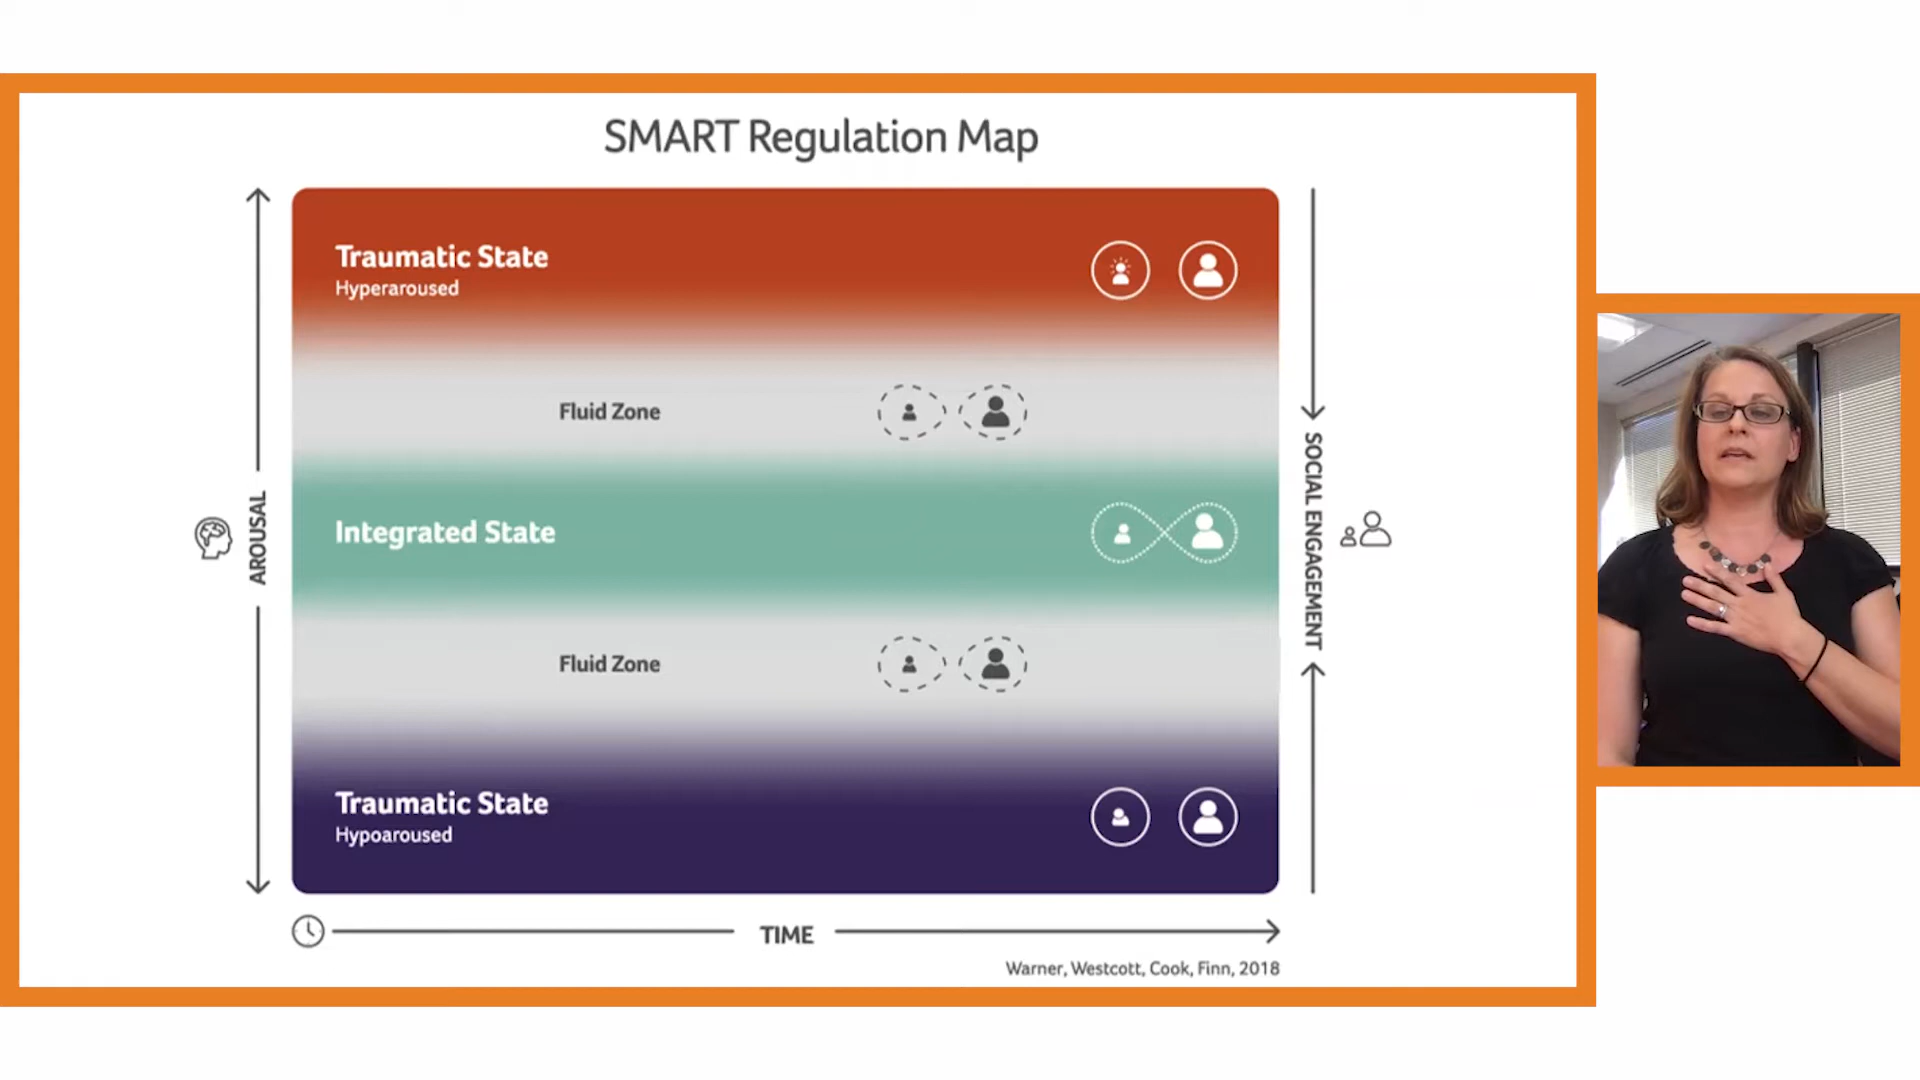 SMART Regulation Map
Traumatic State
Hyperaroused
Fluid Zone
AROUSAL
Integrated State
SOCIAL ENGAGEMENT
Fluid Zone
Traumatic State
Hypoaroused
TIME
Warner, Westcott, Cook, Finn, 2018